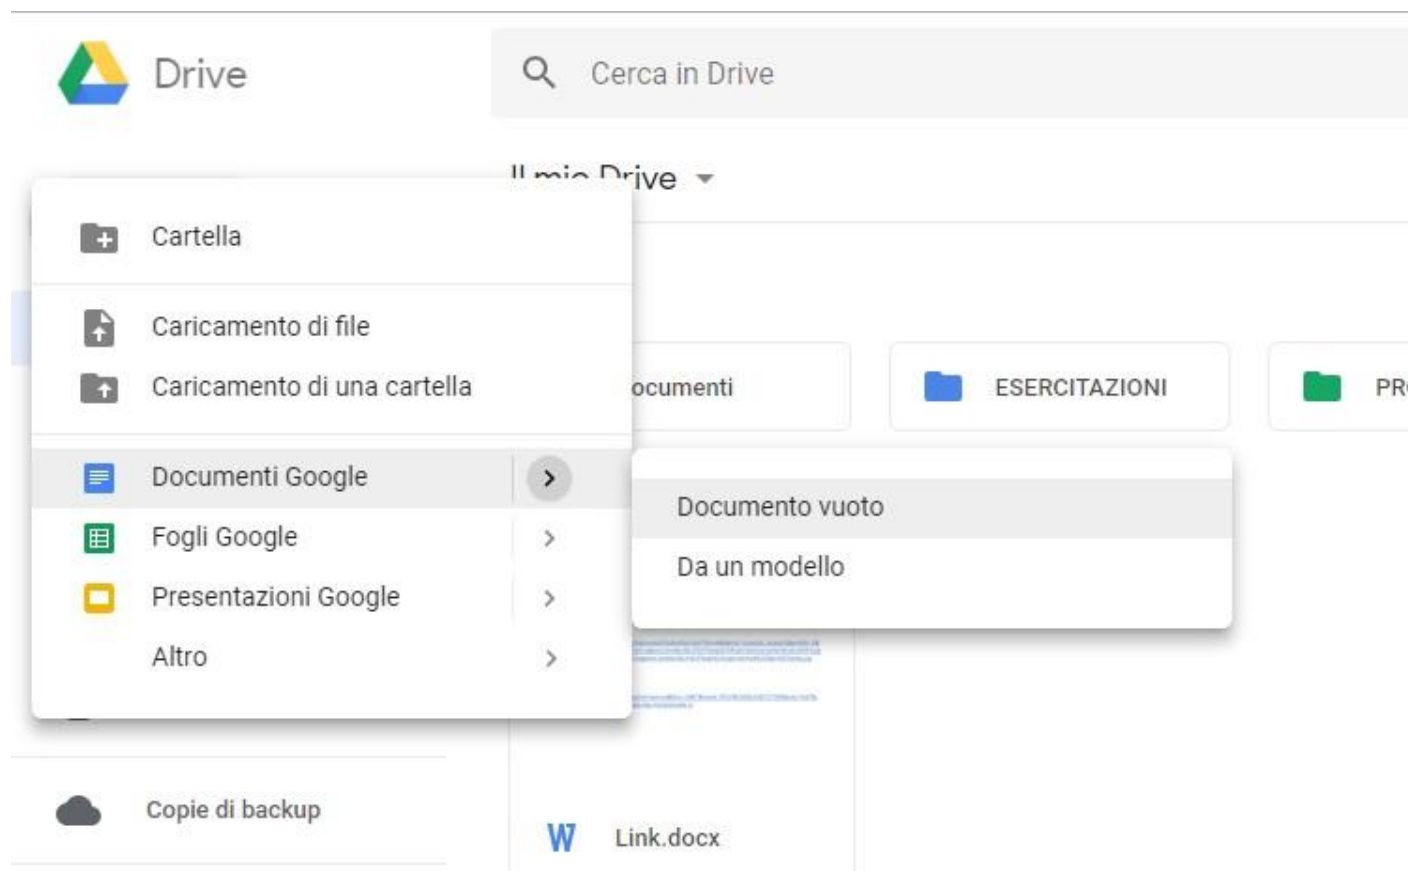 Drive
Cerca in Drive
Il mio Drive
Cartella
Caricamento di file
Caricamento di una cartella
ocumenti
ESERCITAZIONI
PR
Documenti Google
Documento vuoto
Fogli Google
Da un modello
Presentazioni Google
Altro
Copie di backup
W Link.docx